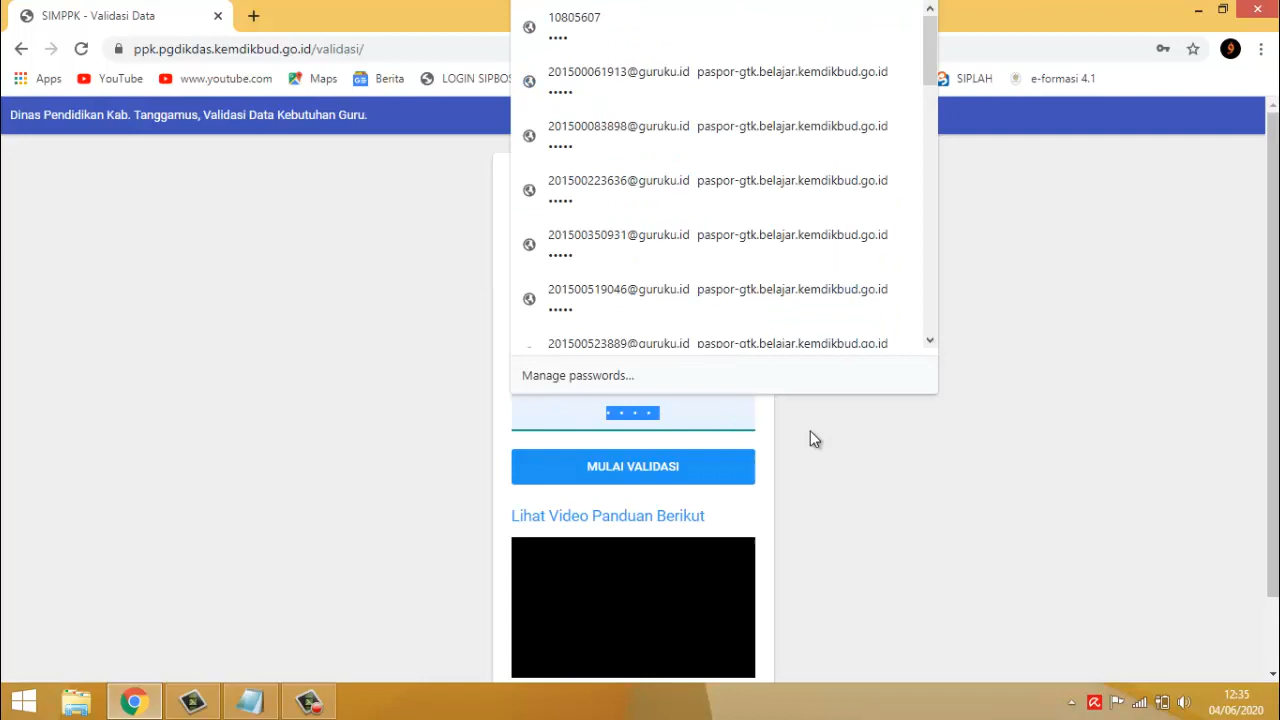 SIMPPK - Validasi Data
ppk.pgdikdas.kemdikbud.go.id/validasi/
9
Apps
YouTube
www.youtube.com
Maps
Berita
LOGIN SIPBOS
SIPLAH
e-formasi 4.1
Dinas Pendidikan Kab. Tanggamus, Validasi Data Kebutuhan Guru.
10805607
••••
201500061913@guruku.id paspor-gtk.belajar.kemdikbud.go.id
•••••
201500083898@guruku.id paspor-gtk.belajar.kemdikbud.go.id
•••••
201500223636@guruku.id paspor-gtk.belajar.kemdikbud.go.id
•••••
201500350931@guruku.id paspor-gtk.belajar.kemdikbud.go.id
•••••
201500519046@guruku.id paspor-gtk.belajar.kemdikbud.go.id
•••••
201500523889@guruku.id paspor-gtk.belajar.kemdikbud.go.id
Manage passwords...
••••
MULAI VALIDASI
Lihat Video Panduan Berikut
12:35
04/06/2020